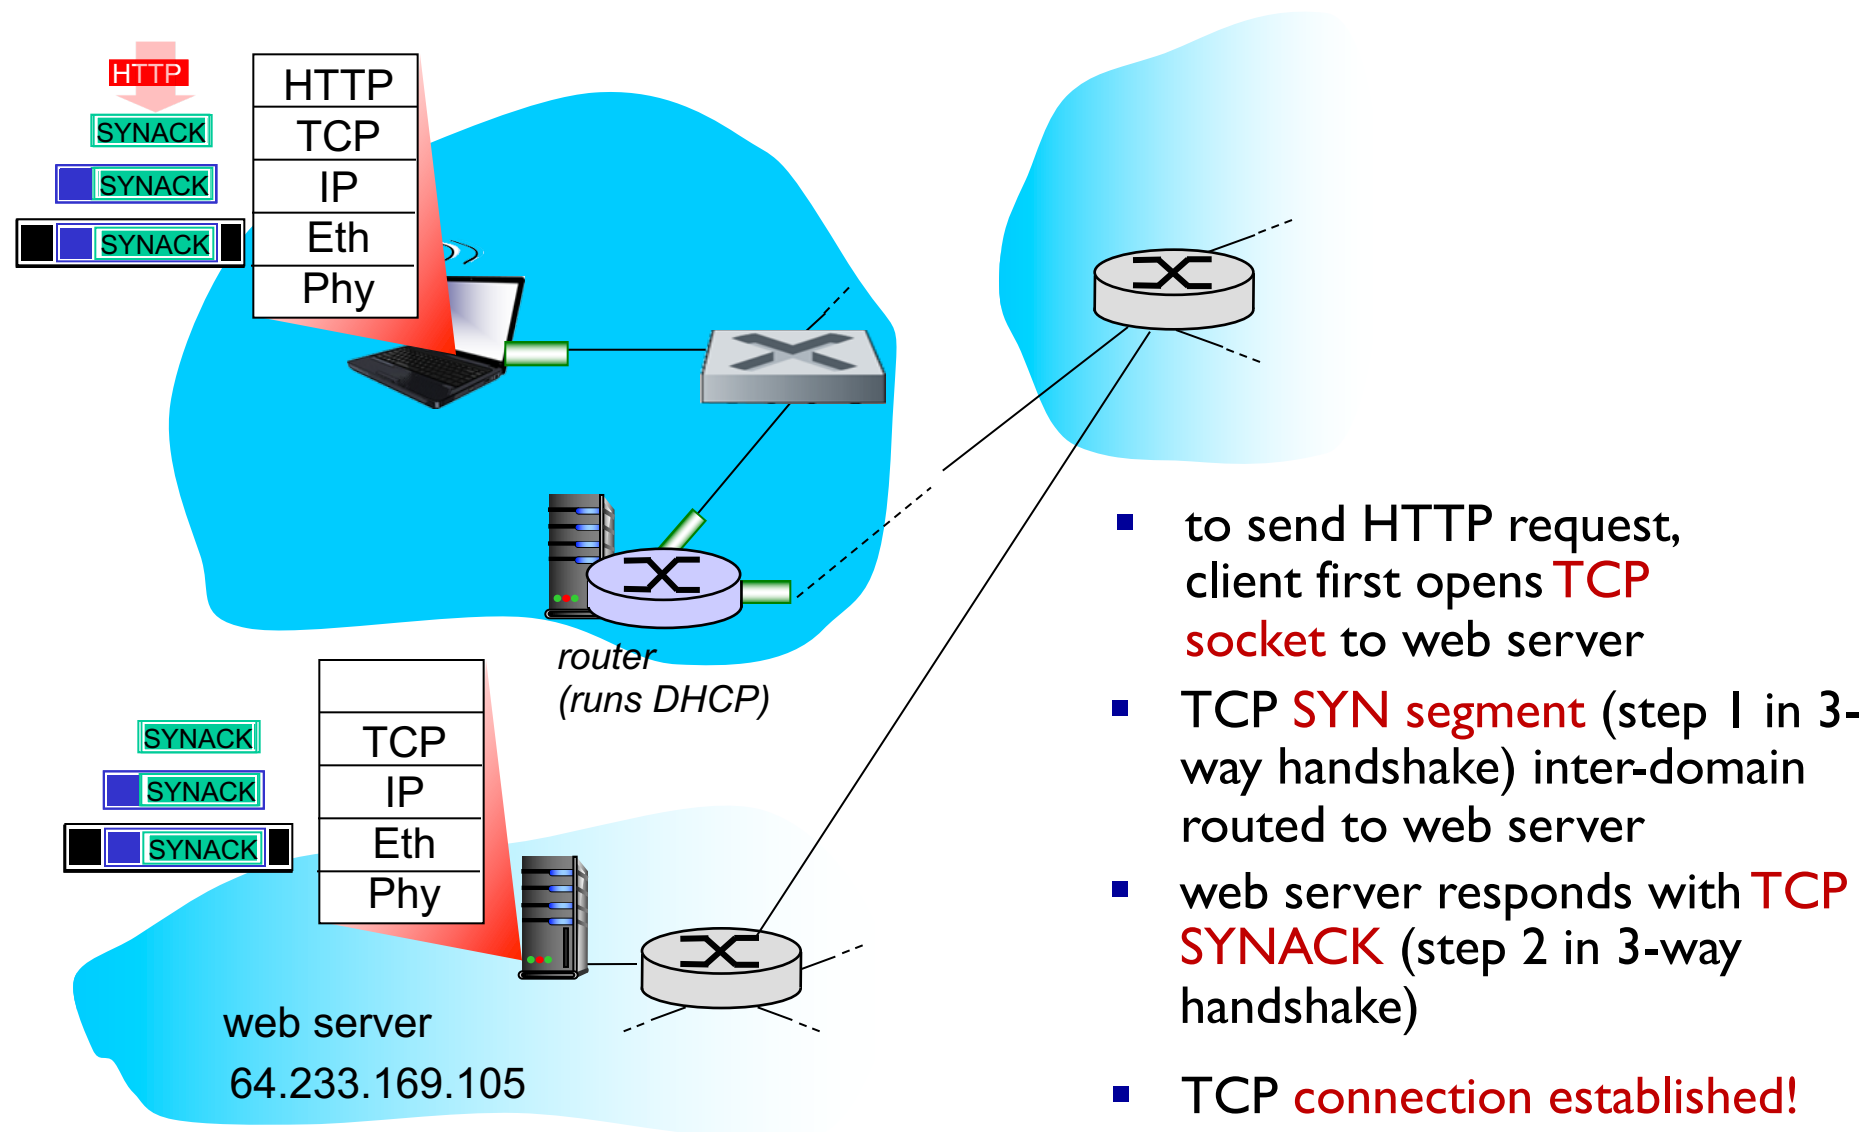 HTTP
SYNACK
SYNACK
SYNACK
HTTP
TCP
IP
Eth
Phy
router
(runs DHCP)
SYNACK
SYNACK
SYNACK
TCP
IP
Eth
Phy
web server
64.233.169.105
▪ to send HTTP request,
client first opens TCP
socket to web server
▪ TCP SYN segment (step 1 in 3-
way handshake) inter-domain
routed to web server
▪ web server responds with TCP
SYNACK (step 2 in 3-way
handshake)
▪ TCP connection established!